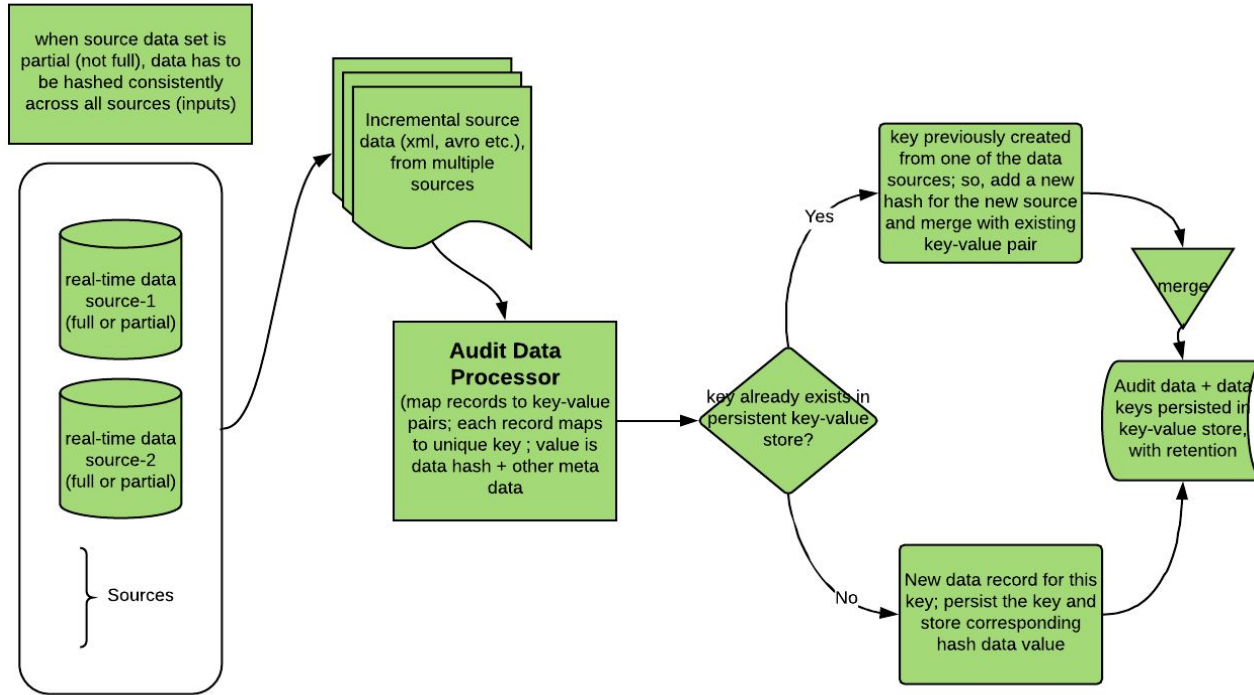 when source data set is
partial (not full), data has to
be hashed consistently
across all sources (inputs)
real-time data
source-1
(full or partial)
real-time data
source-2
(full or partial)
Sources
Incremental source
data (xml, avro etc.),
from multiple
sources
Audit Data
Processor
(map records to key-value
pairs; each record maps
to unique key ; value is
data hash + other meta
data
key already exists in
persistent key-value
store?
Yes
key previously created
from one of the data
sources; so, add a new
hash for the new source
and merge with existing
key-value pair
merge
No
New data record for this
key; persist the key and
store corresponding
hash data value
Audit data + data
keys persisted in
key-value store,
with retention